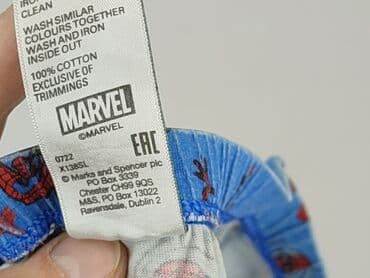 CLEAN
WASH SIMILAR
COLOURS TOGETHER
WASH AND IRON
INSIDE OUT
100% COTTON
EXCLUSIVE OF
TRIMMINGS
MARVEL
©MARVEL
0722
X138SL
EAC
© Marks and Spencer plc
PO Box 3339
Chester CH99 9QS
M&S, PO Box 13022
Ravensdale, Dublin 2